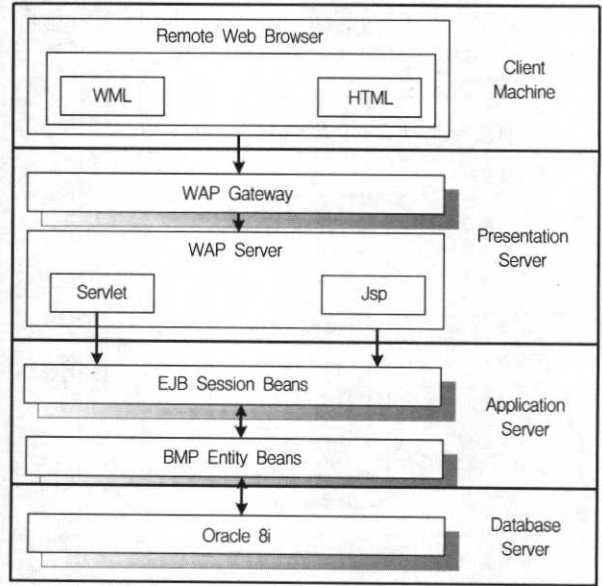 Remote Web Browser
WML
HTML
Client
Machine
WAP Gateway
WAP Server
Servlet
Jsp
Presentation
Server
EJB Session Beans
BMP Entity Beans
Application
Server
Oracle 8i
Database
Server